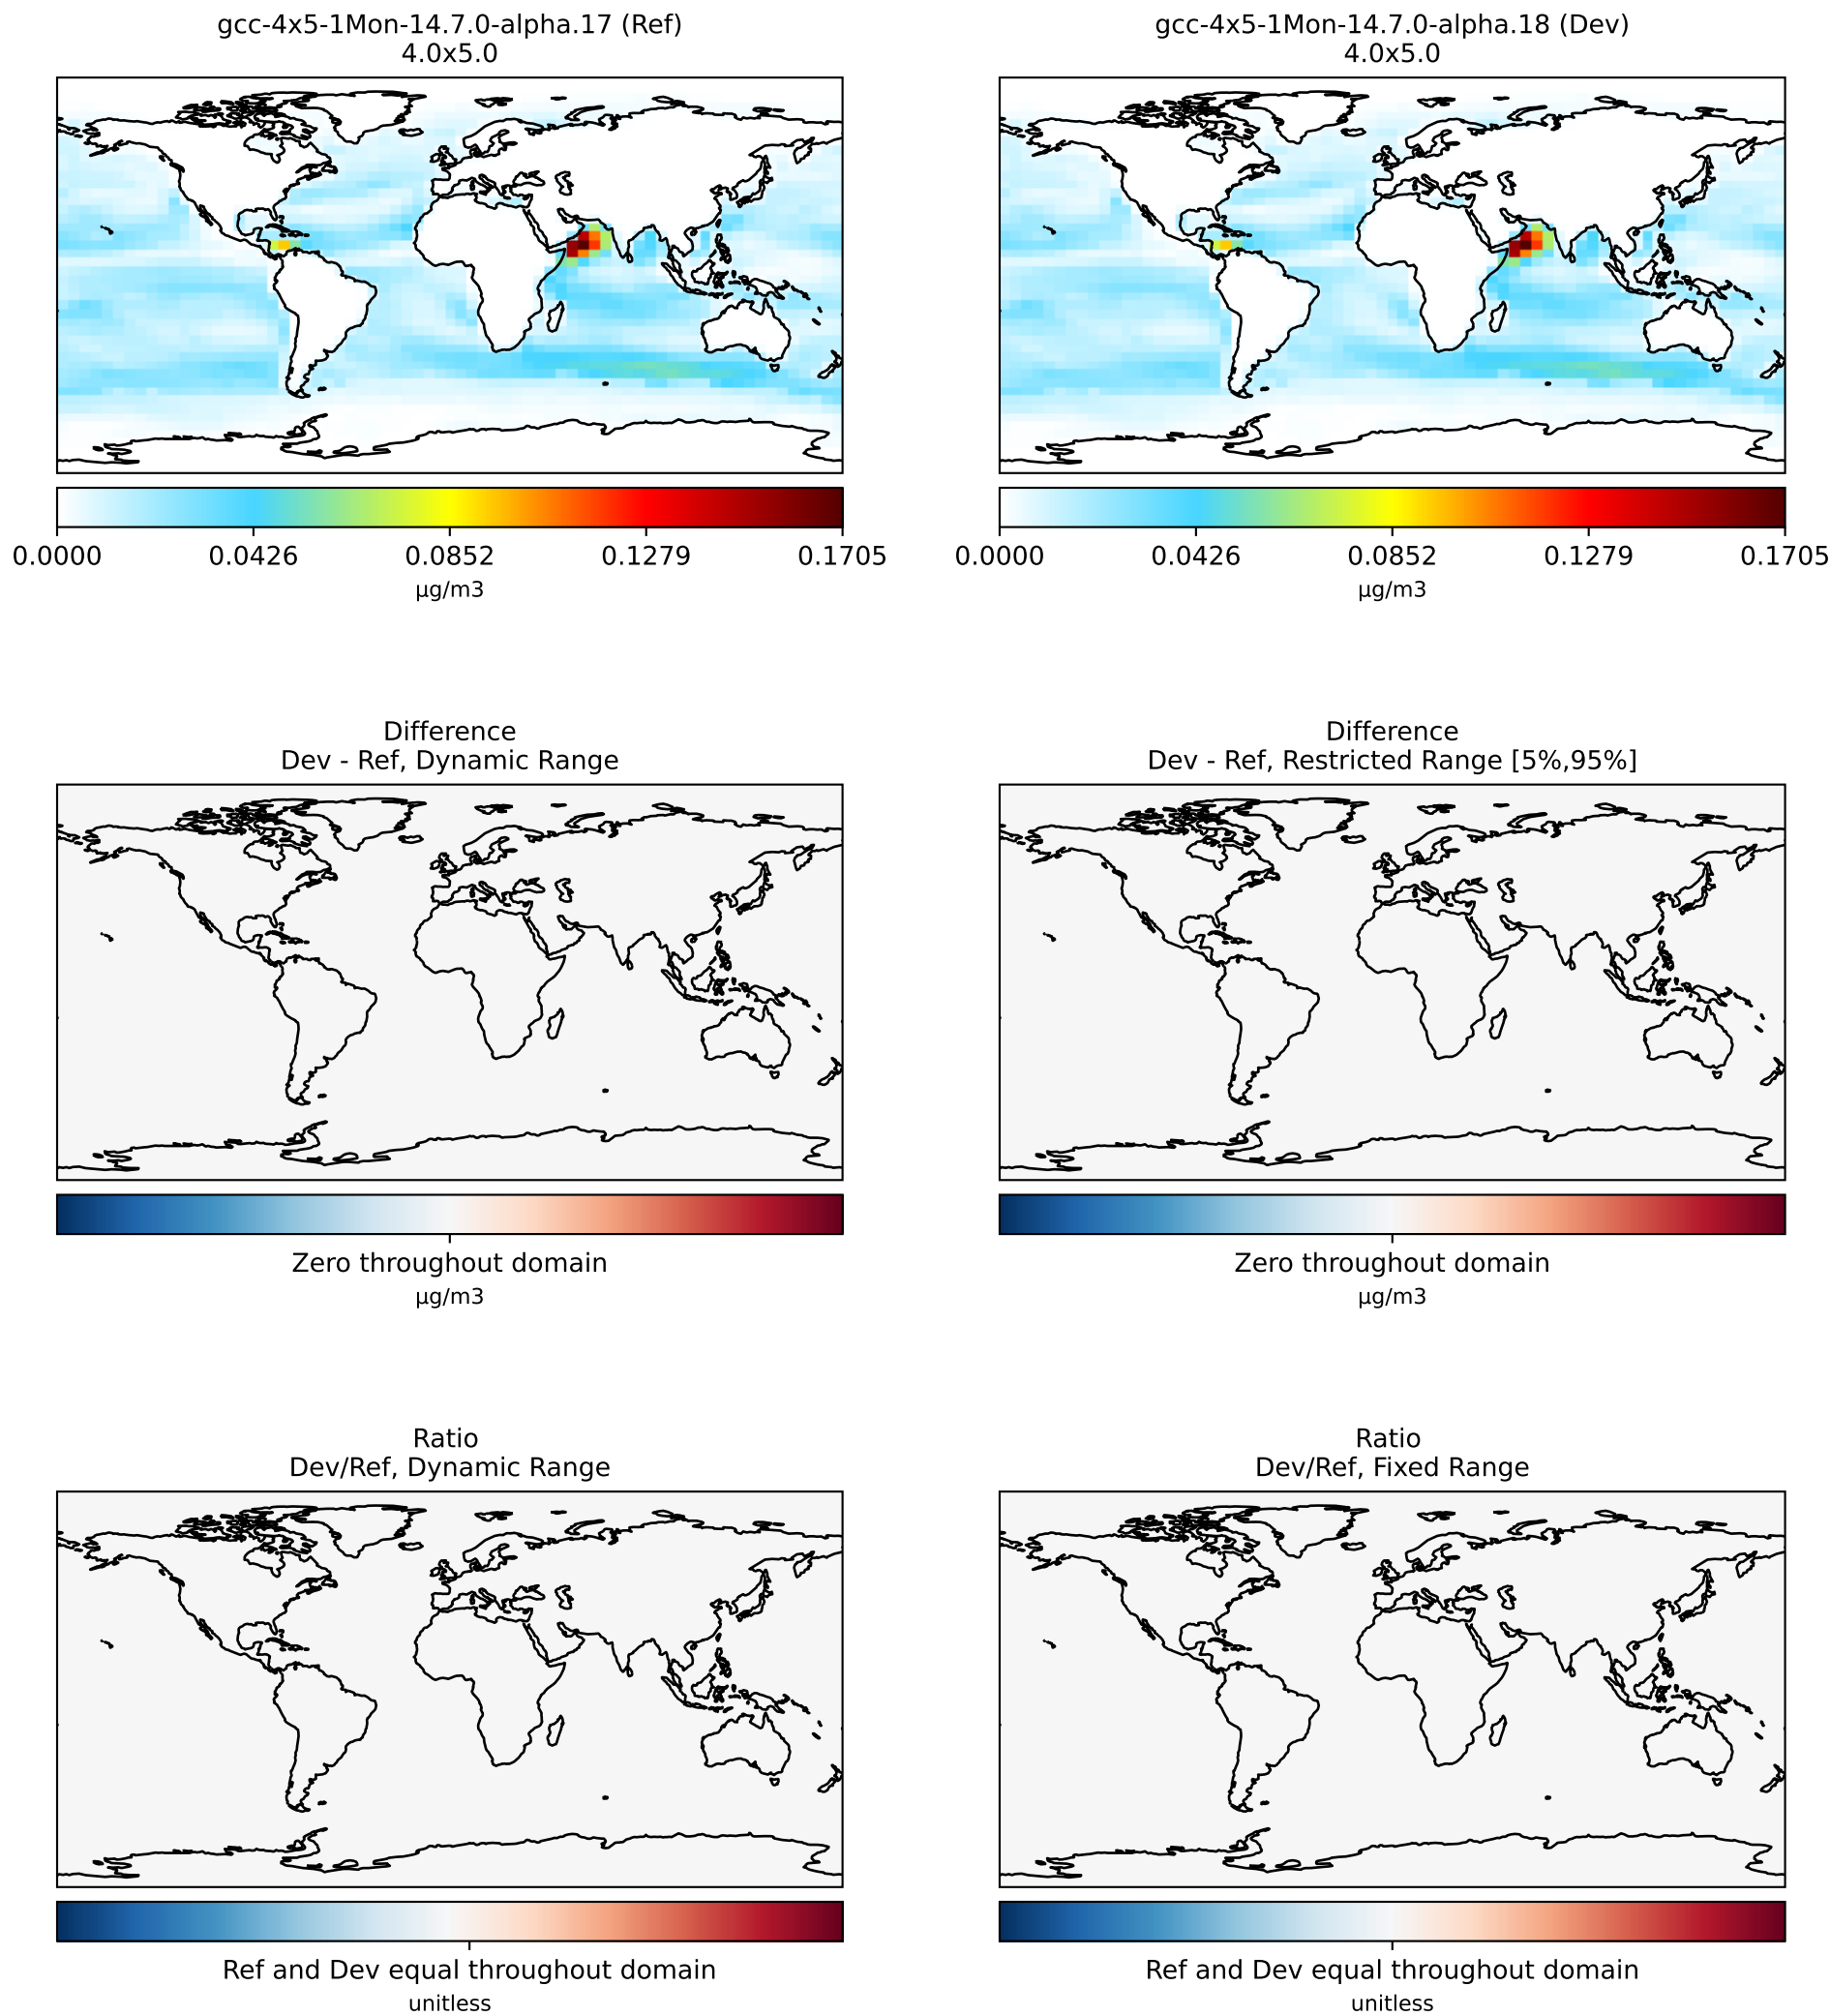 gcc-4x5-1Mon-14.7.0-alpha.17 (Ref)
4.0x5.0
gcc-4x5-1Mon-14.7.0-alpha.18 (Dev)
4.0x5.0
0.0000 0.0426 0.0852 0.1279 0.1705
μg/m3
0.0000 0.0426 0.0852 0.1279 0.1705
μg/m3
Difference
Dev - Ref, Dynamic Range
Difference
Dev - Ref, Restricted Range [5%,95%]
Zero throughout domain
μg/m3
Zero throughout domain
μg/m3
Ratio
Dev/Ref, Dynamic Range
Ratio
Dev/Ref, Fixed Range
Ref and Dev equal throughout domain
unitless
Ref and Dev equal throughout domain
unitless